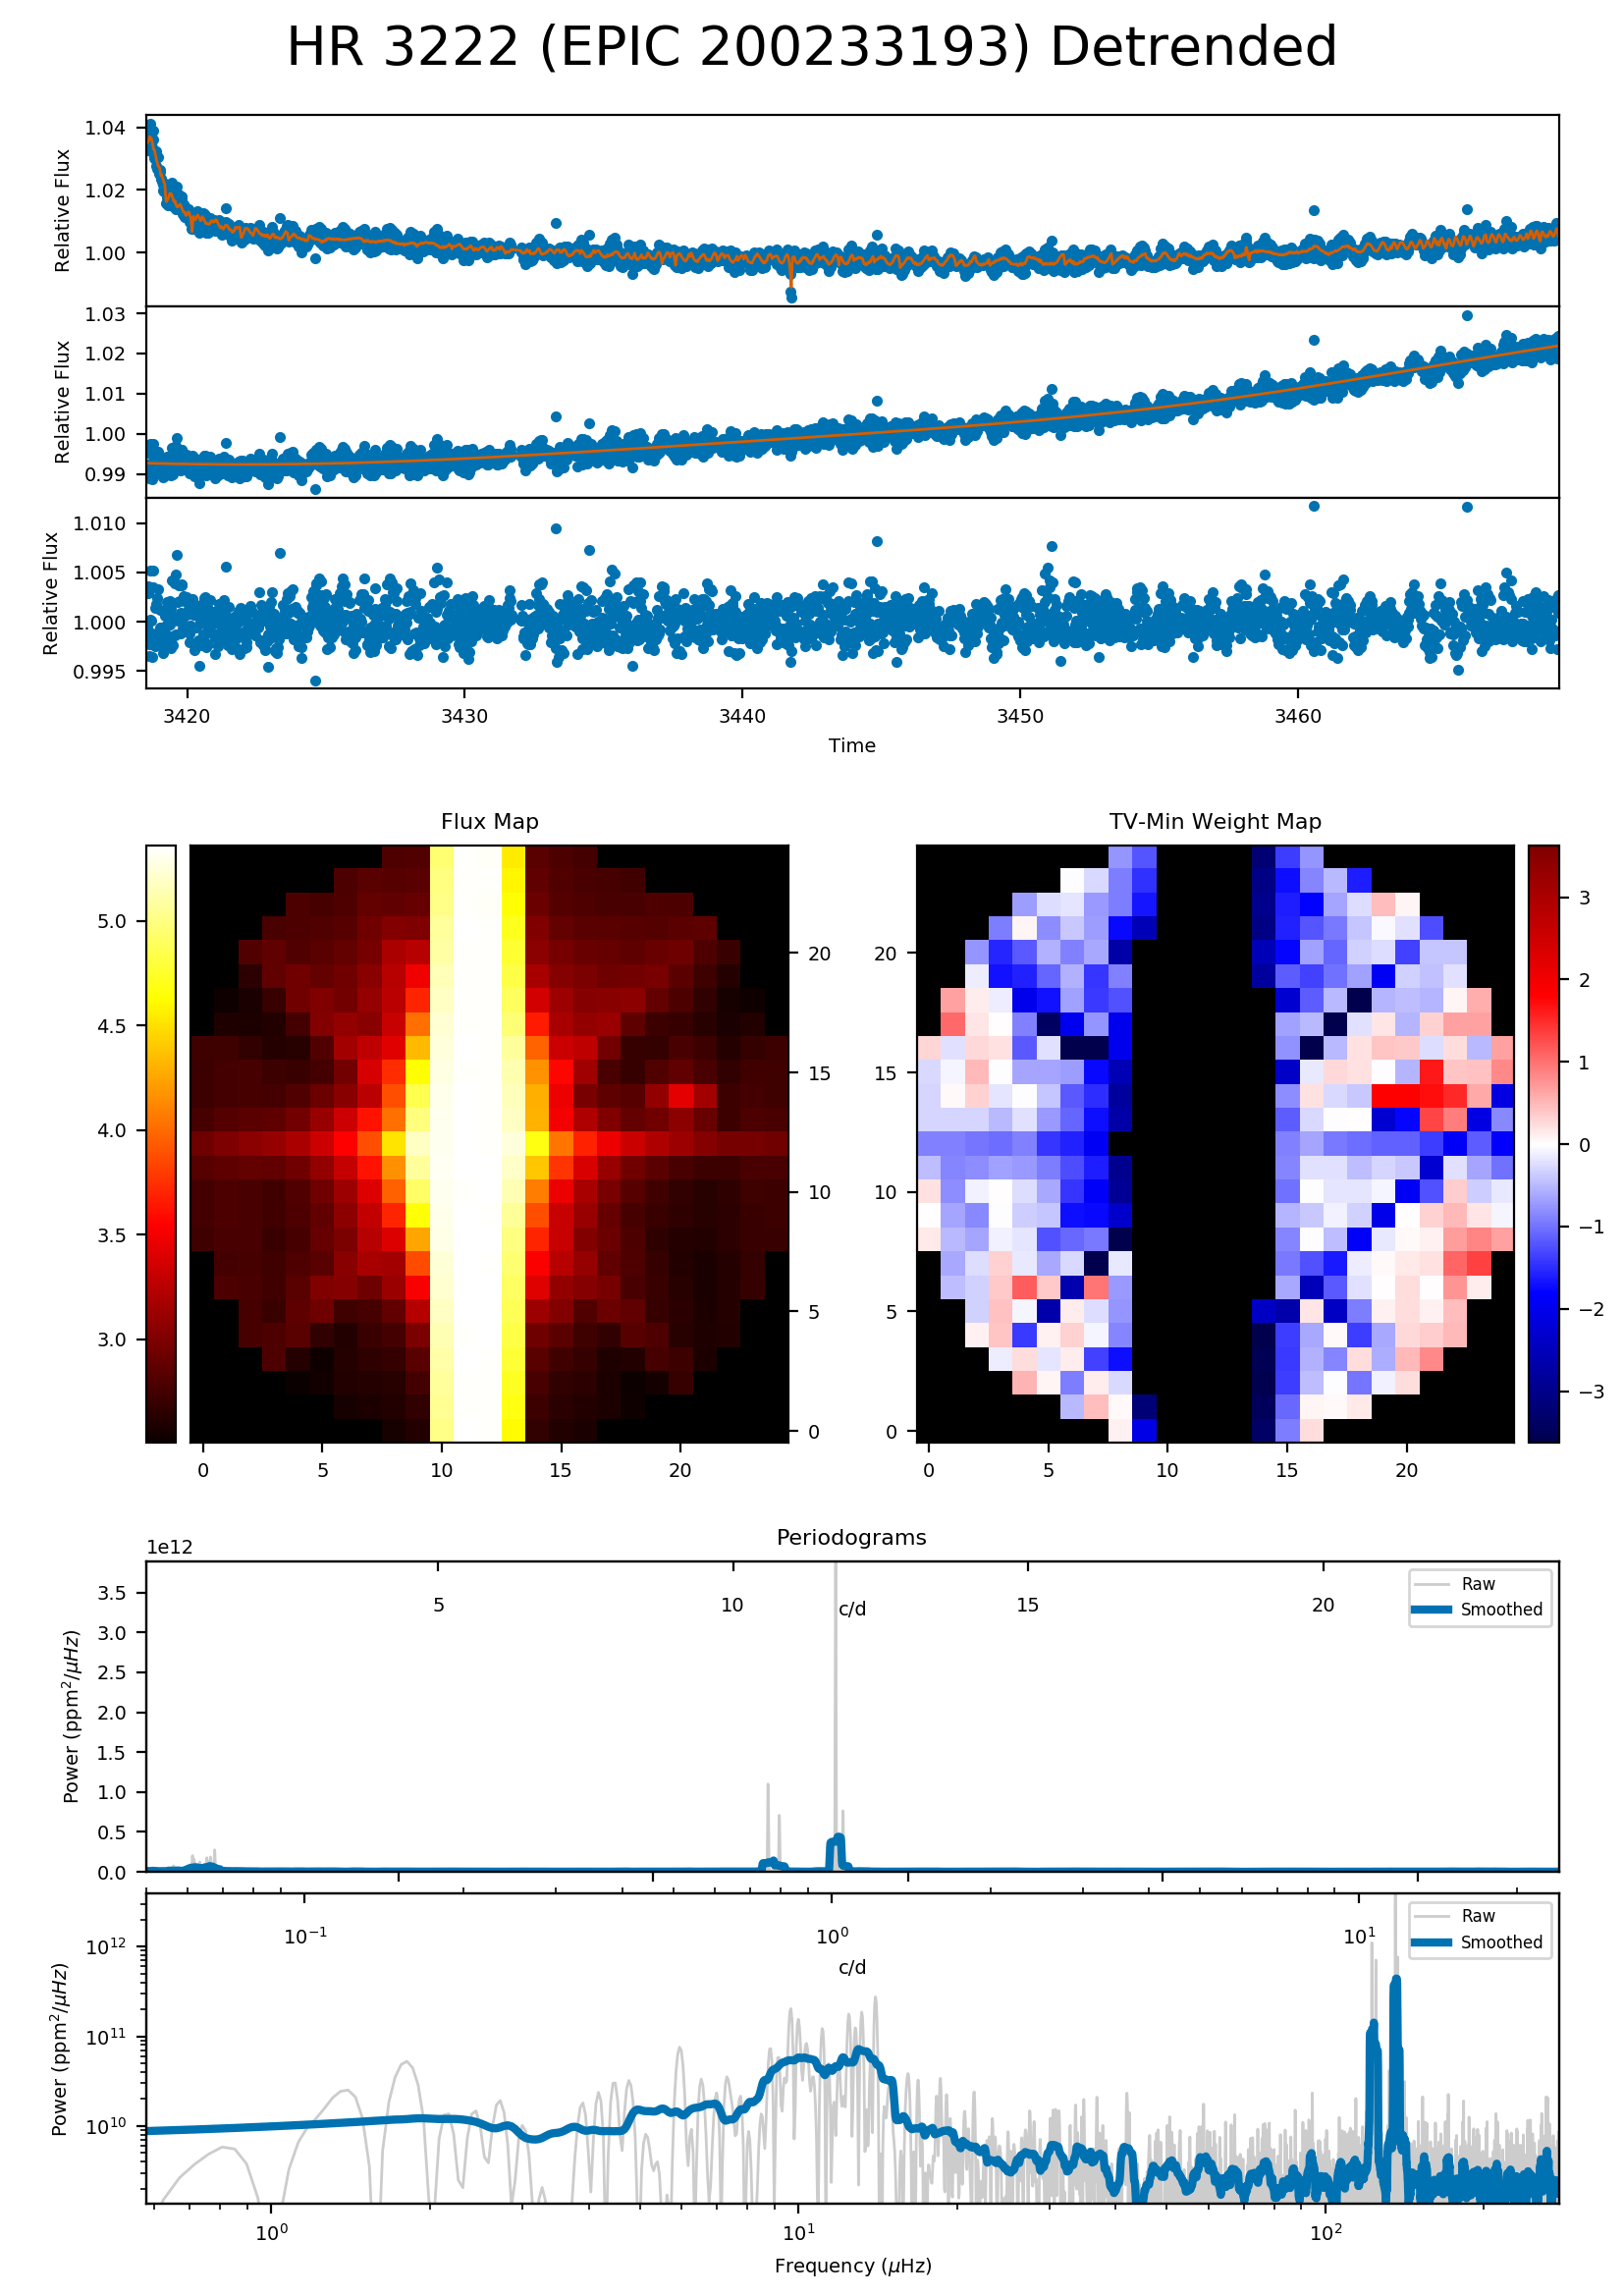 HR 3222 (EPIC 200233193) Detrended
1.04
1.02
1.00
Relative Flux
1.03
1.02
1.01
1.00
0.99
Relative Flux
1.010
1.005
1.000
0.995
Relative Flux
3420 3430 3440 3450 3460
Time
Flux Map
5.0
4.5
4.0
3.5
3.0
20
15
10
5
0
0 5 10 15 20
TV-Min Weight Map
20
15
10
5
0
0 5 10 15 20
3
2
1
0
−1
−2
−3
Periodograms
1e12
3.5
3.0
2.5
2.0
1.5
1.0
0.5
0.0
Power (ppm²/μHz)
5 10 15 20
c/d
Raw
Smoothed
10¹²
10¹¹
10¹⁰
Power (ppm²/μHz)
10⁻¹ 10⁰ 10¹
c/d
Raw
Smoothed
10⁰ 10¹ 10²
Frequency (μHz)